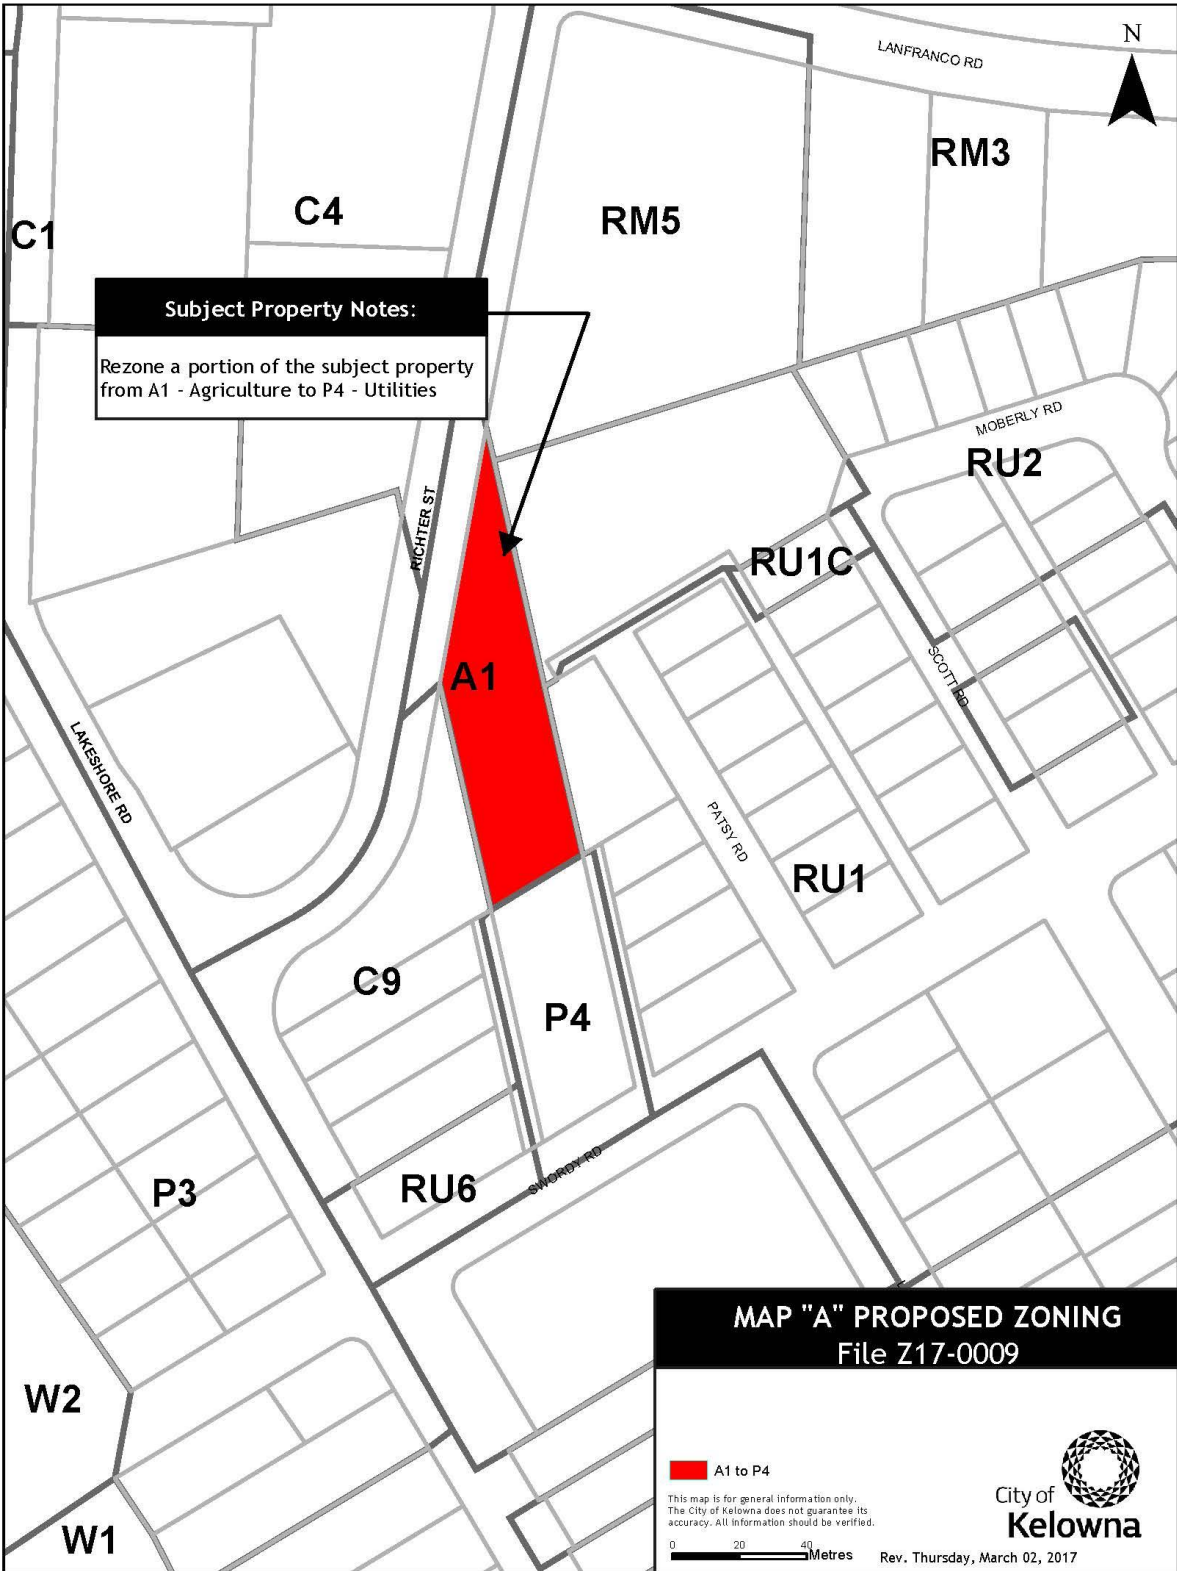 LANFRANCO RD
N
RM3
C4
RM5
C1
Subject Property Notes:
Rezone a portion of the subject property
from A1 - Agriculture to P4 - Utilities
MOBERLY RD
RU2
RICHTER ST
RU1C
A1
SCOTT RD
LAKESHORE RD
PATSY RD
RU1
C9
P4
SWORDY RD
RU6
P3
W2
W1
MAP "A" PROPOSED ZONING
File Z17-0009
A1 to P4
This map is for general information only.
The City of Kelowna does not guarantee its
accuracy. All information should be verified.
0 20 40 Metres
City of
Kelowna
Rev. Thursday, March 02, 2017